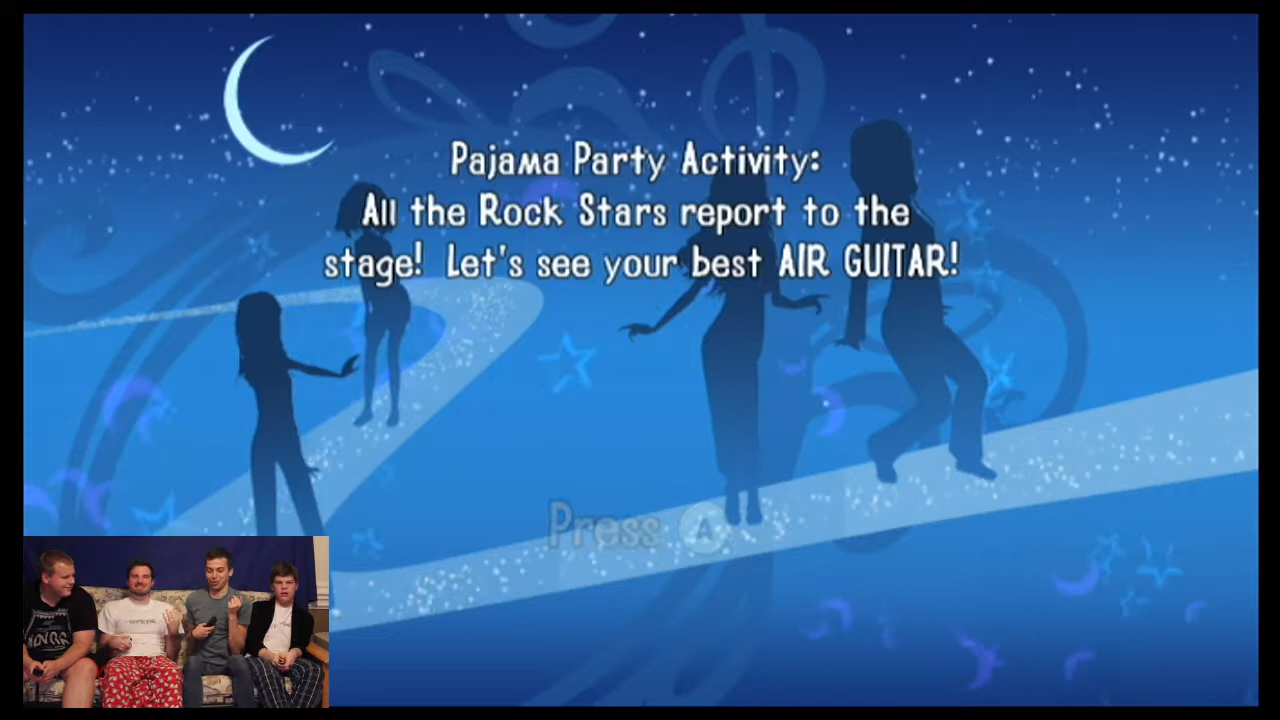 Pajama Party Activity:
All the Rock Stars report to the
stage! Let's see your best AIR GUITAR!
Press A